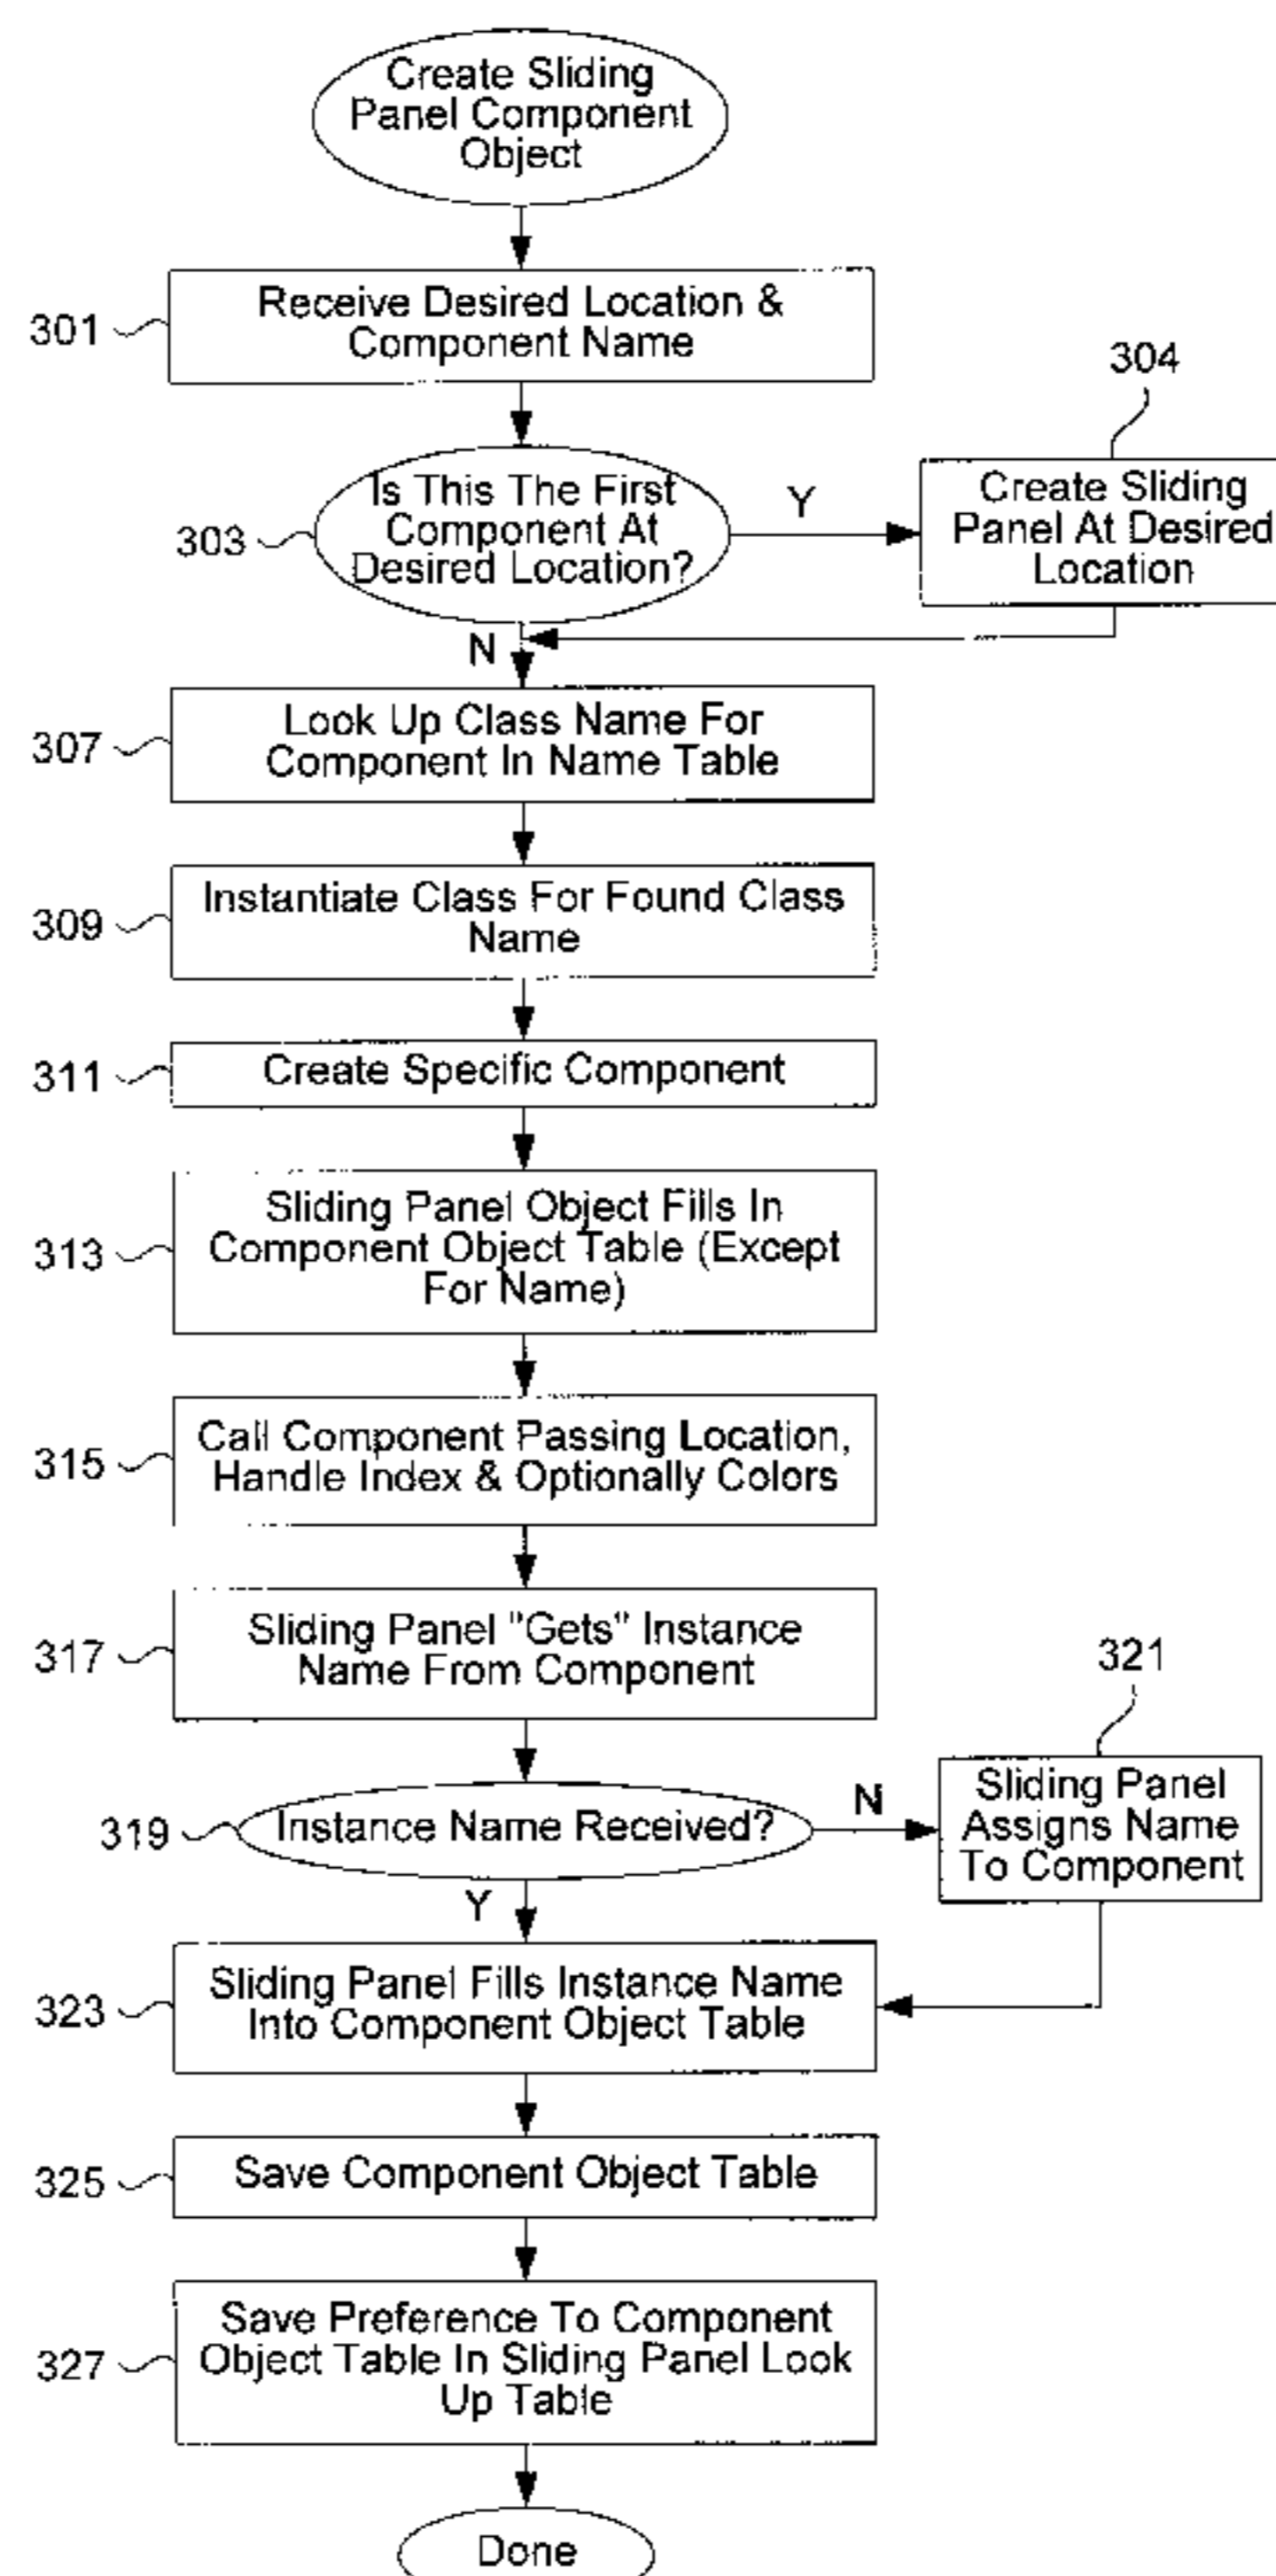 Create Sliding
Panel Component
Object
301
Receive Desired Location &
Component Name
303
Is This The First
Component At
Desired Location?
Y
304
Create Sliding
Panel At Desired
Location
N
307
Look Up Class Name For
Component In Name Table
309
Instantiate Class For Found Class
Name
311
Create Specific Component
313
Sliding Panel Object Fills In
Component Object Table (Except
For Name)
315
Call Component Passing Location,
Handle Index & Optionally Colors
317
Sliding Panel "Gets" Instance
Name From Component
319
Instance Name Received?
N
321
Sliding Panel
Assigns Name
To Component
Y
323
Sliding Panel Fills Instance Name
Into Component Object Table
325
Save Component Object Table
327
Save Preference To Component
Object Table In Sliding Panel Look
Up Table
Done